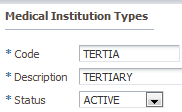 Medical Institution Types
* Code TERTIA
* Description TERTIARY
* Status ACTIVE